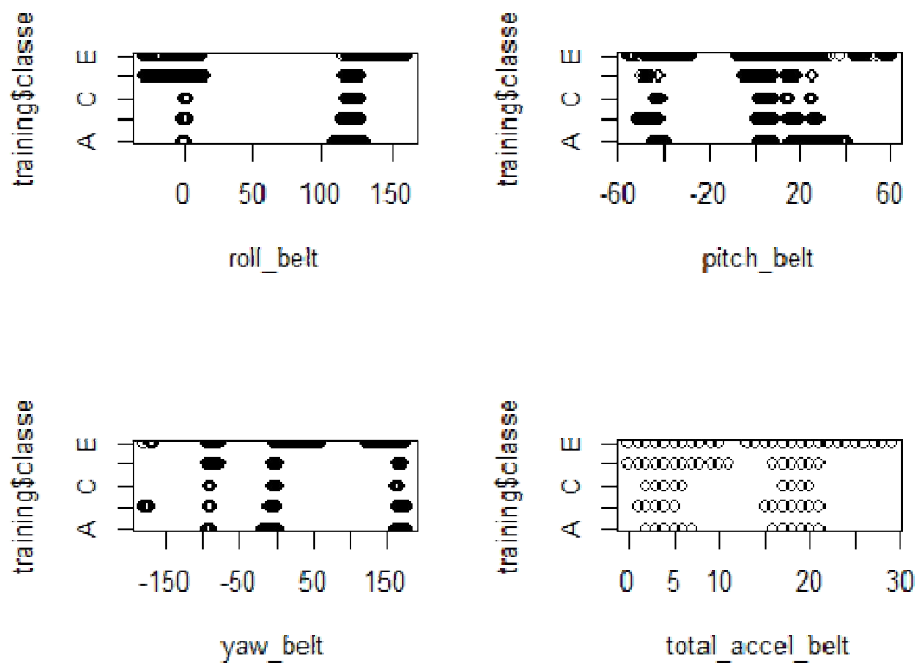 training$classe
A C E
0 50 100 150
roll_belt
training$classe
A C E
-60 -20 20 60
pitch_belt
training$classe
A C E
-150 -50 50 150
yaw_belt
training$classe
A C E
0 5 10 20 30
total_accel_belt